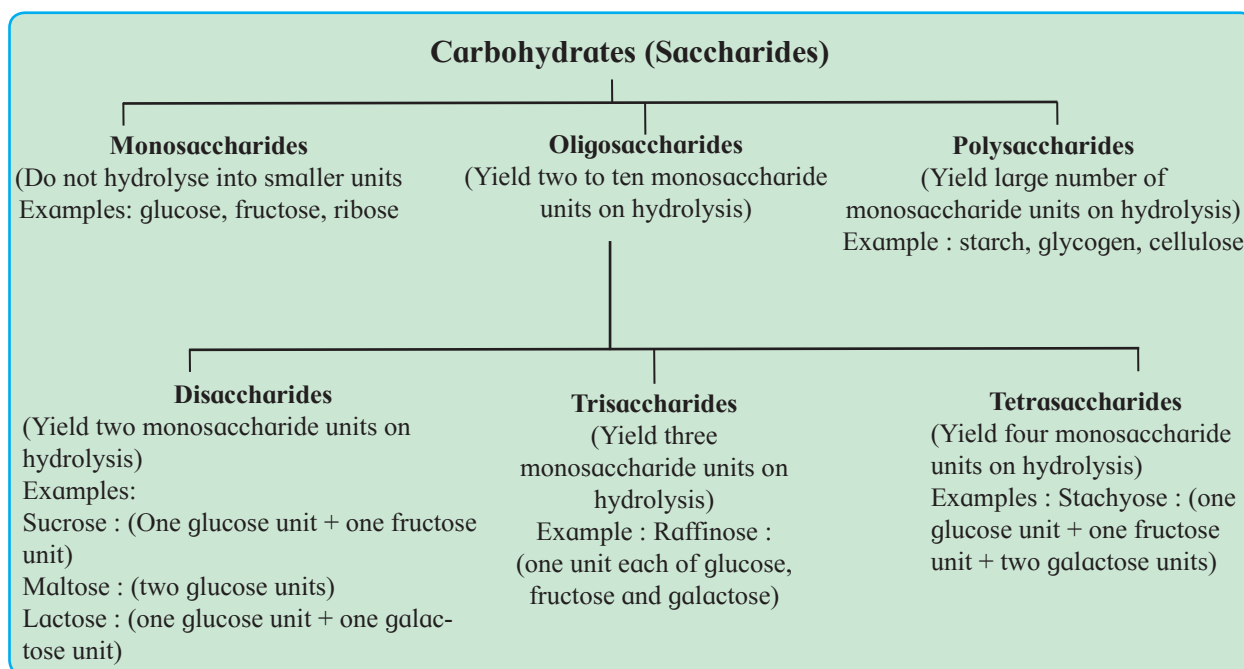 Carbohydrates (Saccharides)
Monosaccharides
(Do not hydrolyse into smaller units
Examples: glucose, fructose, ribose
Oligosaccharides
(Yield two to ten monosaccharide
units on hydrolysis)
Polysaccharides
(Yield large number of
monosaccharide units on hydrolysis)
Example : starch, glycogen, cellulose
Disaccharides
(Yield two monosaccharide units on
hydrolysis)
Examples:
Sucrose : (One glucose unit + one fructose
unit)
Maltose : (two glucose units)
Lactose : (one glucose unit + one galac-
tose unit)
Trisaccharides
(Yield three
monosaccharide units on
hydrolysis)
Example : Raffinose :
(one unit each of glucose,
fructose and galactose)
Tetrasaccharides
(Yield four monosaccharide
units on hydrolysis)
Examples : Stachyose : (one
glucose unit + one fructose
unit + two galactose units)